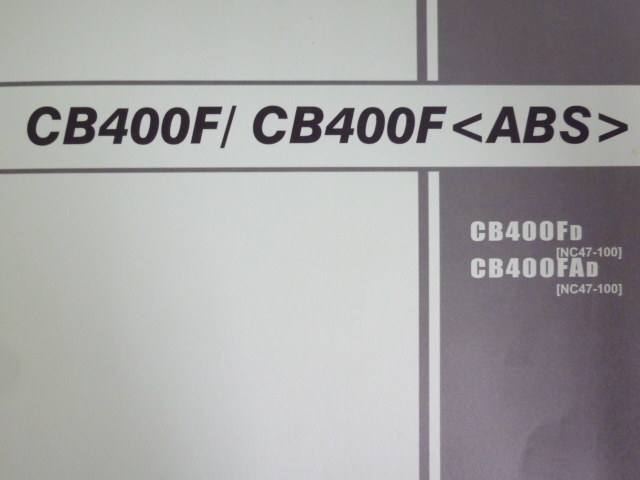 CB400F/ CB400F<ABS>
CB400FD
[NC47-100]
CB400FAD
[NC47-100]